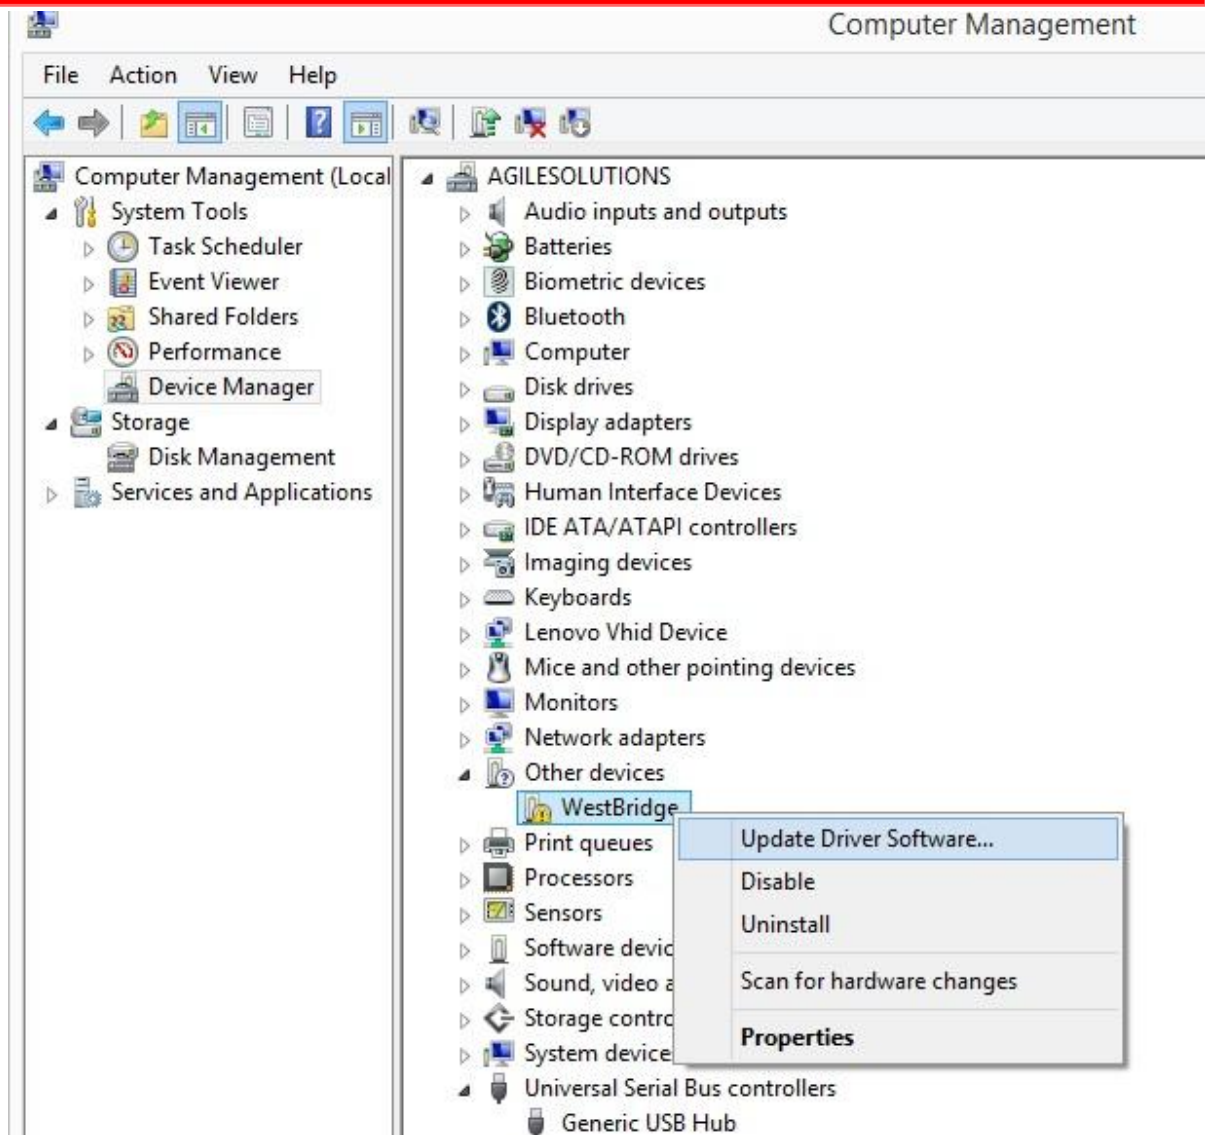 Computer Management
File Action View Help
Computer Management (Local
System Tools
Task Scheduler
Event Viewer
Shared Folders
Performance
Device Manager
Storage
Disk Management
Services and Applications
AGILESOLUTIONS
Audio inputs and outputs
Batteries
Biometric devices
Bluetooth
Computer
Disk drives
Display adapters
DVD/CD-ROM drives
Human Interface Devices
IDE ATA/ATAPI controllers
Imaging devices
Keyboards
Lenovo Vhid Device
Mice and other pointing devices
Monitors
Network adapters
Other devices
WestBridge
Print queues
Processors
Sensors
Software devic
Sound, video a
Storage contro
System device
Universal Serial Bus controllers
Generic USB Hub
Update Driver Software...
Disable
Uninstall
Scan for hardware changes
Properties